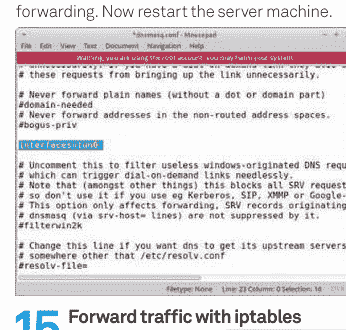 forwarding. Now restart the server machine.
*dnsmasq.conf - Mousepad
File Edit View Text Document Navigation Help
Warning, you are using the root account, you may harm your system.
# these requests from bringing up the link unnecessarily.
# Never forward plain names (without a dot or domain part)
#domain-needed
# Never forward addresses in the non-routed address spaces.
#bogus-priv
interface=tun0
# Uncomment this to filter useless windows-originated DNS requ
# which can trigger dial-on-demand links needlessly.
# Note that (amongst other things) this blocks all SRV request
# so don't use it if you use eg Kerberos, SIP, XMMP or Google-
# This option only affects forwarding, SRV records originating
# dnsmasq (via srv-host= lines) are not suppressed by it.
#filterwin2k
# Change this line if you want dns to get its upstream servers
# somewhere other that /etc/resolv.conf
#resolv-file=
Filetype: None Line: 23 Column: 0 Selection: 14
15 Forward traffic with iptables